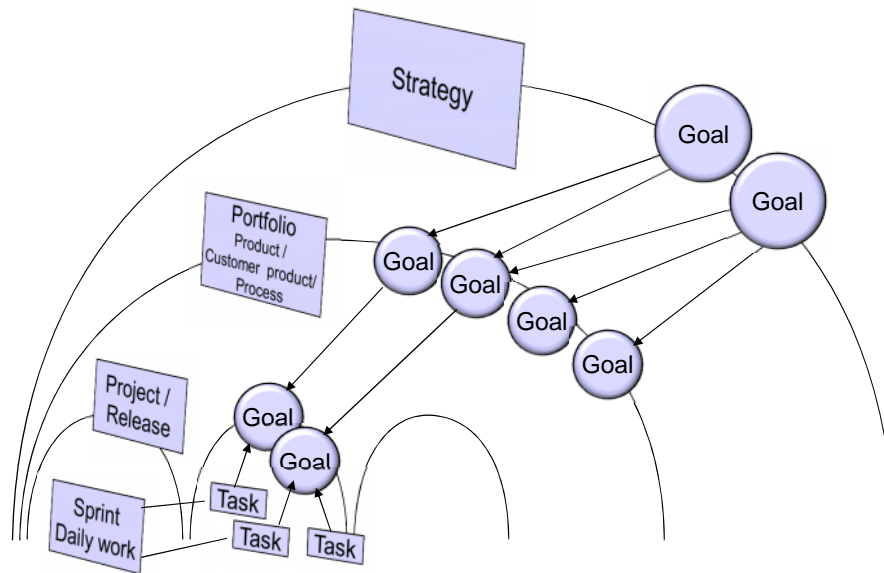 Strategy
Goal
Goal
Portfolio
Product /
Customer product/
Process
Goal
Goal
Goal
Goal
Project /
Release
Goal
Goal
Sprint
Daily work
Task
Task
Task